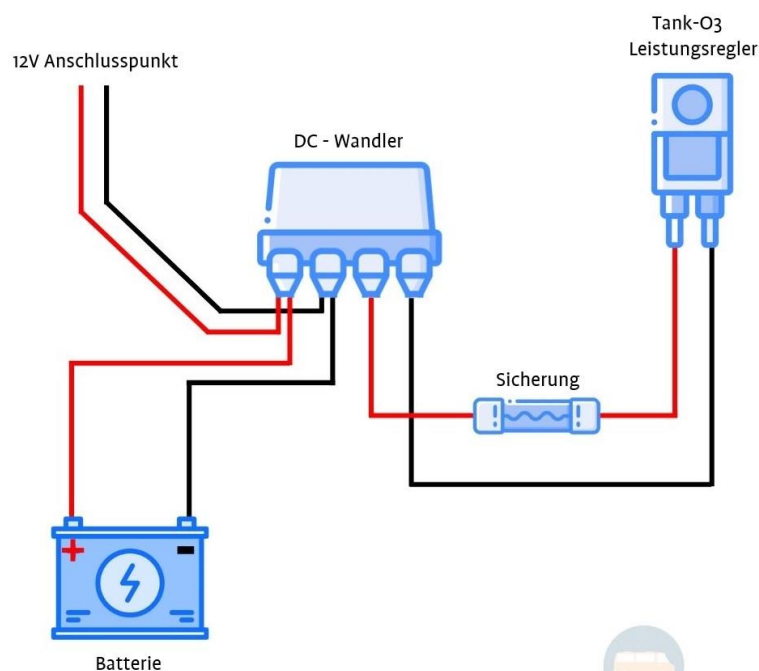 Tank-O3
Leistungsregler
12V Anschlusspunkt
DC - Wandler
Sicherung
Batterie